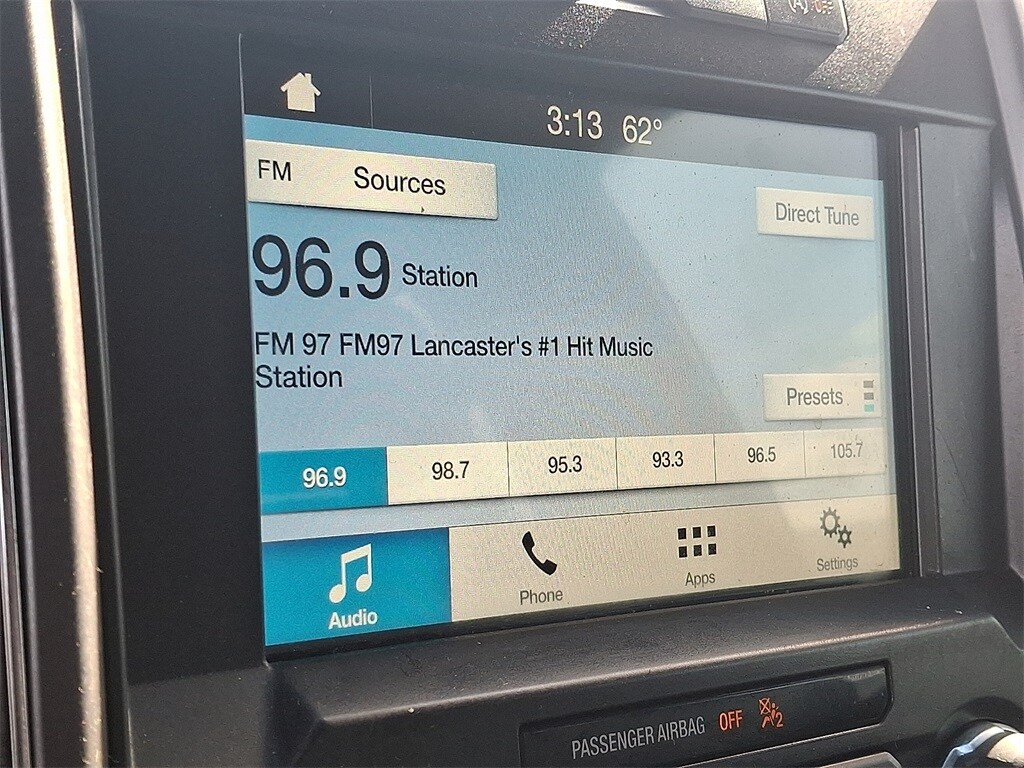 3:13 62°
FM Sources
Direct Tune
96.9 Station
FM 97 FM97 Lancaster's #1 Hit Music
Station
Presets
96.9 98.7 95.3 93.3 96.5 105.7
Audio Phone Apps Settings
PASSENGER AIRBAG OFF 2